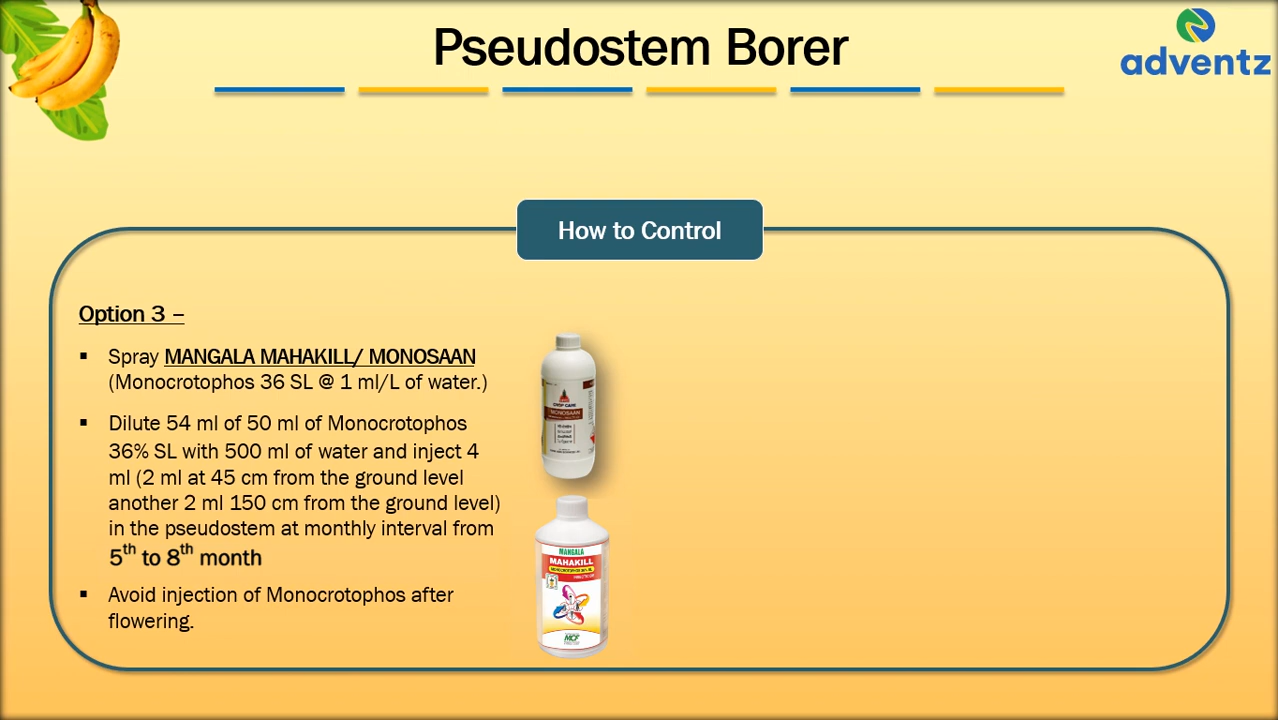 Pseudostem Borer
adventz
How to Control
Option 3 –
▪ Spray MANGALA MAHAKILL/ MONOSAAN
(Monocrotophos 36 SL @ 1 ml/L of water.)
▪ Dilute 54 ml of 50 ml of Monocrotophos
36% SL with 500 ml of water and inject 4
ml (2 ml at 45 cm from the ground level
another 2 ml 150 cm from the ground level)
in the pseudostem at monthly interval from
5th to 8th month
▪ Avoid injection of Monocrotophos after
flowering.
CROP CARE
MONOSAAN
MANGALA
MAHAKILL
MCF